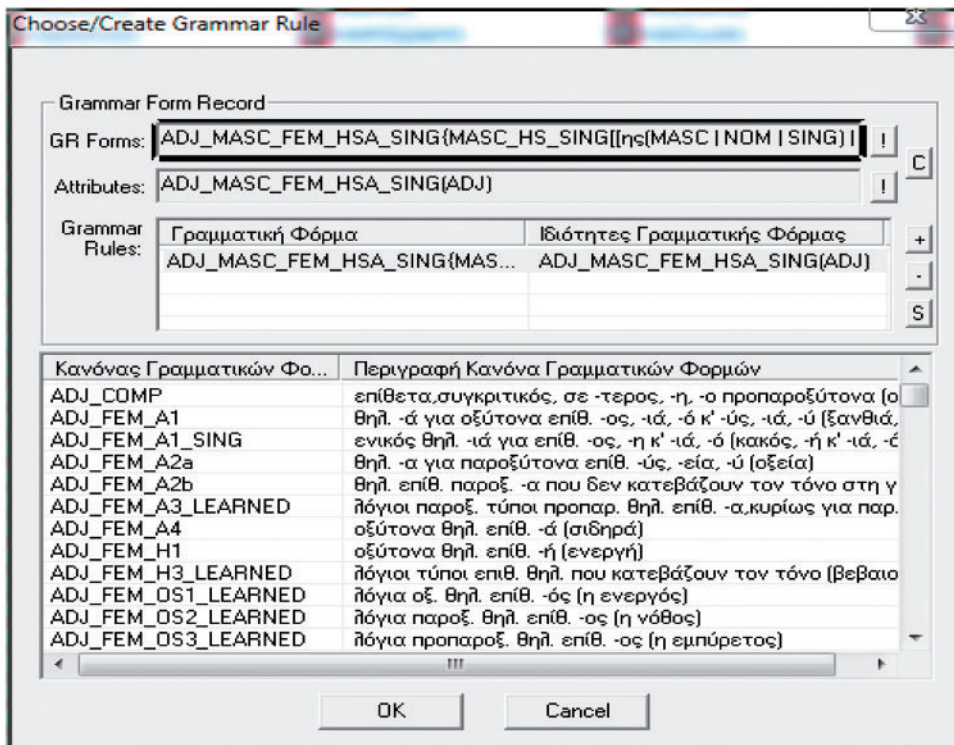 Choose/Create Grammar Rule
Grammar Form Record
GR Forms: ADJ_MASC_FEM_HSA_SING{MASC_HS_SING[[ης(MASC | NOM | SING) | !
C
Attributes: ADJ_MASC_FEM_HSA_SING(ADJ) !
Grammar Rules: Γραμματική Φόρμα Ιδιότητες Γραμματικής Φόρμας +
ADJ_MASC_FEM_HSA_SING{MAS... ADJ_MASC_FEM_HSA_SING(ADJ)
-
S
Κανόνας Γραμματικών Φο... Περιγραφή Κανόνα Γραμματικών Φορμών
ADJ_COMP επίθετα,συγκριτικός, σε -τερος, -η, -ο προπαροξύτονα (ο
ADJ_FEM_A1 θηλ. -ά για οξύτονα επίθ. -ος, -ιά, -ό κ' -ύς, -ιά, -ύ (ξανθιά,
ADJ_FEM_A1_SING ενικός θηλ. -ιά για επίθ. -ος, -η κ' -ιά, -ό (κακός, -ή κ' -ιά, -ό
ADJ_FEM_A2a θηλ. -α για παροξύτονα επίθ. -ύς, -εία, -ύ (οξεία)
ADJ_FEM_A2b θηλ. επίθ. παροξ. -α που δεν κατεβάζουν τον τόνο στη γ
ADJ_FEM_A3_LEARNED λόγιοι παροξ. τύποι προπαρ. θηλ. επίθ. -α,κυρίως για παρ.
ADJ_FEM_A4 οξύτονα θηλ. επίθ. -ά (σιδηρά)
ADJ_FEM_H1 οξύτονα θηλ. επίθ. -ή (ενεργή)
ADJ_FEM_H3_LEARNED λόγιοι τύποι επιθ. θηλ. που κατεβάζουν τον τόνο (βεβαιο
ADJ_FEM_OS1_LEARNED λόγια οξ. θηλ. επίθ. -ός (η ενεργός)
ADJ_FEM_OS2_LEARNED λόγια παροξ. θηλ. επίθ. -ος (η νόθος)
ADJ_FEM_OS3_LEARNED λόγια προπαροξ. θηλ. επίθ. -ος (η εμπύρετος)
OK Cancel